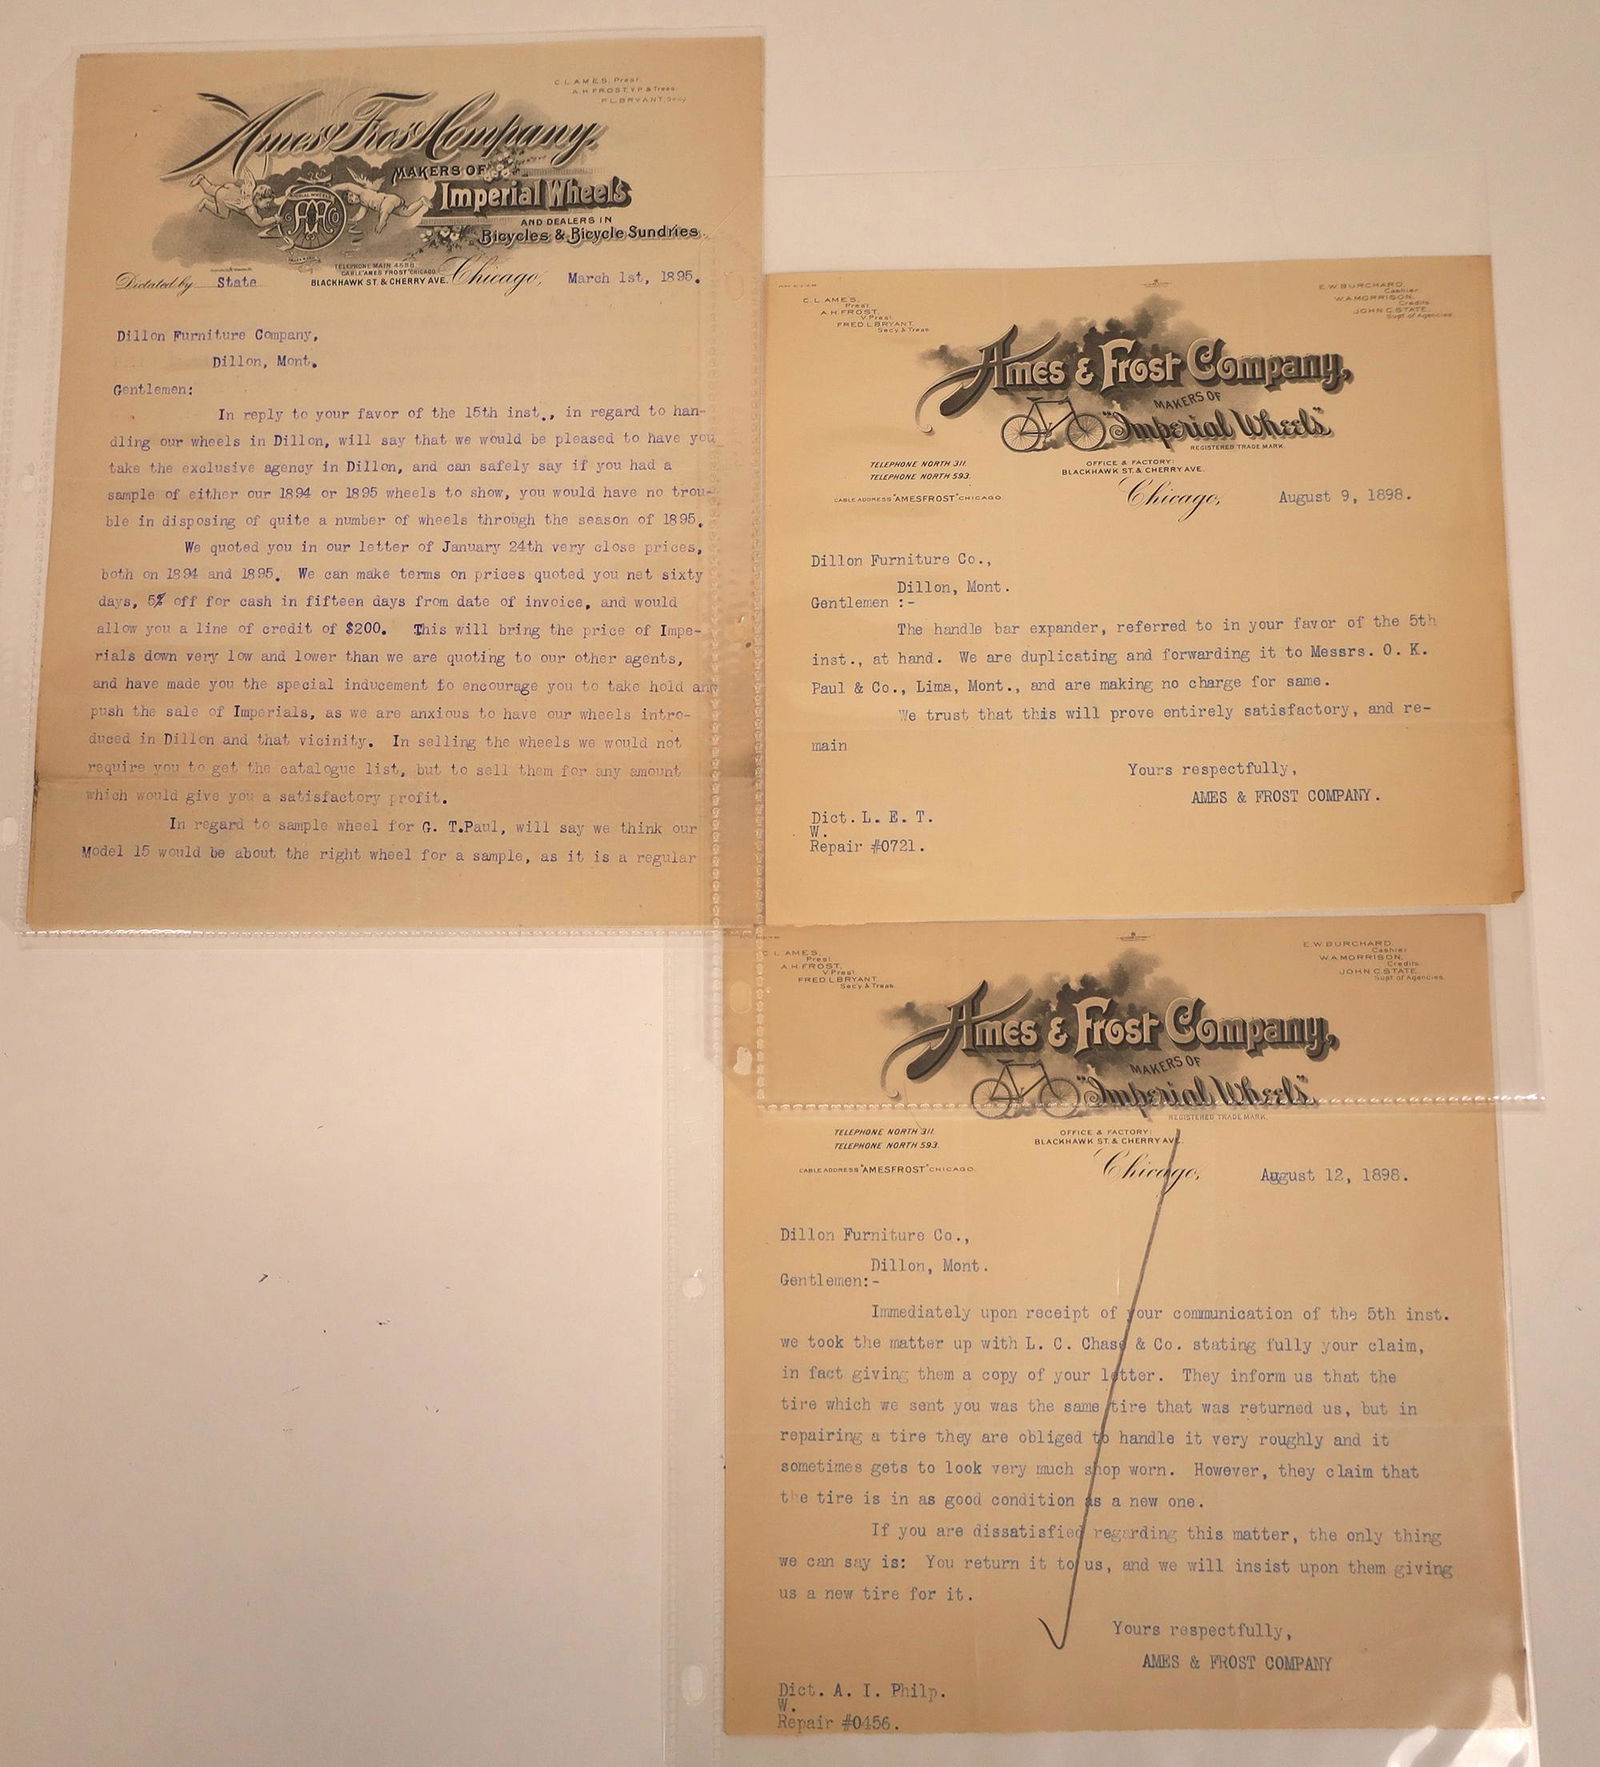 C. L. AMES, Prest.
A. H. FROST, V.P. & Treas.
F. L. BRYANT, Secy.
Ames & Frost Company,
MAKERS OF
Imperial Wheels
AND DEALERS IN
Bicycles & Bicycle Sundries.
TELEPHONE MAIN 4686.
CABLE "AMES FROST" CHICAGO.
BLACKHAWK ST. & CHERRY AVE.
Dictated by State
Chicago, March 1st, 1895.
Dillon Furniture Company,
Dillon, Mont.
Gentlemen:
In reply to your favor of the 15th inst., in regard to han-
dling our wheels in Dillon, will say that we would be pleased to have you
take the exclusive agency in Dillon, and can safely say if you had a
sample of either our 1894 or 1895 wheels to show, you would have no trou-
ble in disposing of quite a number of wheels through the season of 1895.
We quoted you in our letter of January 24th very close prices,
both on 1894 and 1895. We can make terms on prices quoted you net sixty
days, 5% off for cash in fifteen days from date of invoice, and would
allow you a line of credit of $200. This will bring the price of Impe-
rials down very low and lower than we are quoting to our other agents,
and have made you the special inducement to encourage you to take hold and
push the sale of Imperials, as we are anxious to have our wheels intro-
duced in Dillon and that vicinity. In selling the wheels we would not
require you to get the catalogue list, but to sell them for any amount
which would give you a satisfactory profit.
In regard to sample wheel for G. T.Paul, will say we think our
Model 15 would be about the right wheel for a sample, as it is a regular
C. L. AMES,
Prest.
A. H. FROST,
V. Prest.
FRED L. BRYANT,
Secy. & Treas.
E. W. BURCHARD,
Cashier
W. A. MORRISON,
Credits.
JOHN C. STATE,
Supt of Agencies.
Ames & Frost Company,
MAKERS OF
"Imperial Wheels"
REGISTERED TRADE MARK.
TELEPHONE NORTH 311.
TELEPHONE NORTH 593.
CABLE ADDRESS "AMESFROST" CHICAGO.
OFFICE & FACTORY:
BLACKHAWK ST. & CHERRY AVE.
Chicago, August 9, 1898.
Dillon Furniture Co.,
Dillon, Mont.
Gentlemen :-
The handle bar expander, referred to in your favor of the 5th
inst., at hand. We are duplicating and forwarding it to Messrs. O. K.
Paul & Co., Lima, Mont., and are making no charge for same.
We trust that this will prove entirely satisfactory, and re-
main
Yours respectfully,
AMES & FROST COMPANY.
Dict. L. E. T.
W.
Repair #0721.
C. L. AMES,
Prest.
A. H. FROST,
V. Prest.
FRED L. BRYANT,
Secy. & Treas.
E. W. BURCHARD,
Cashier
W. A. MORRISON,
Credits.
JOHN C. STATE,
Supt of Agencies.
Ames & Frost Company,
MAKERS OF
"Imperial Wheels"
REGISTERED TRADE MARK.
TELEPHONE NORTH 311.
TELEPHONE NORTH 593.
CABLE ADDRESS "AMESFROST" CHICAGO.
OFFICE & FACTORY:
BLACKHAWK ST. & CHERRY AVE.
Chicago, August 12, 1898.
Dillon Furniture Co.,
Dillon, Mont.
Gentlemen:-
Immediately upon receipt of your communication of the 5th inst.
we took the matter up with L. C. Chase & Co. stating fully your claim,
in fact giving them a copy of your letter. They inform us that the
tire which we sent you was the same tire that was returned us, but in
repairing a tire they are obliged to handle it very roughly and it
sometimes gets to look very much shop worn. However, they claim that
the tire is in as good condition as a new one.
If you are dissatisfied regarding this matter, the only thing
we can say is: You return it to us, and we will insist upon them giving
us a new tire for it.
Yours respectfully,
AMES & FROST COMPANY
Dict. A. I. Philp.
W.
Repair #0456.